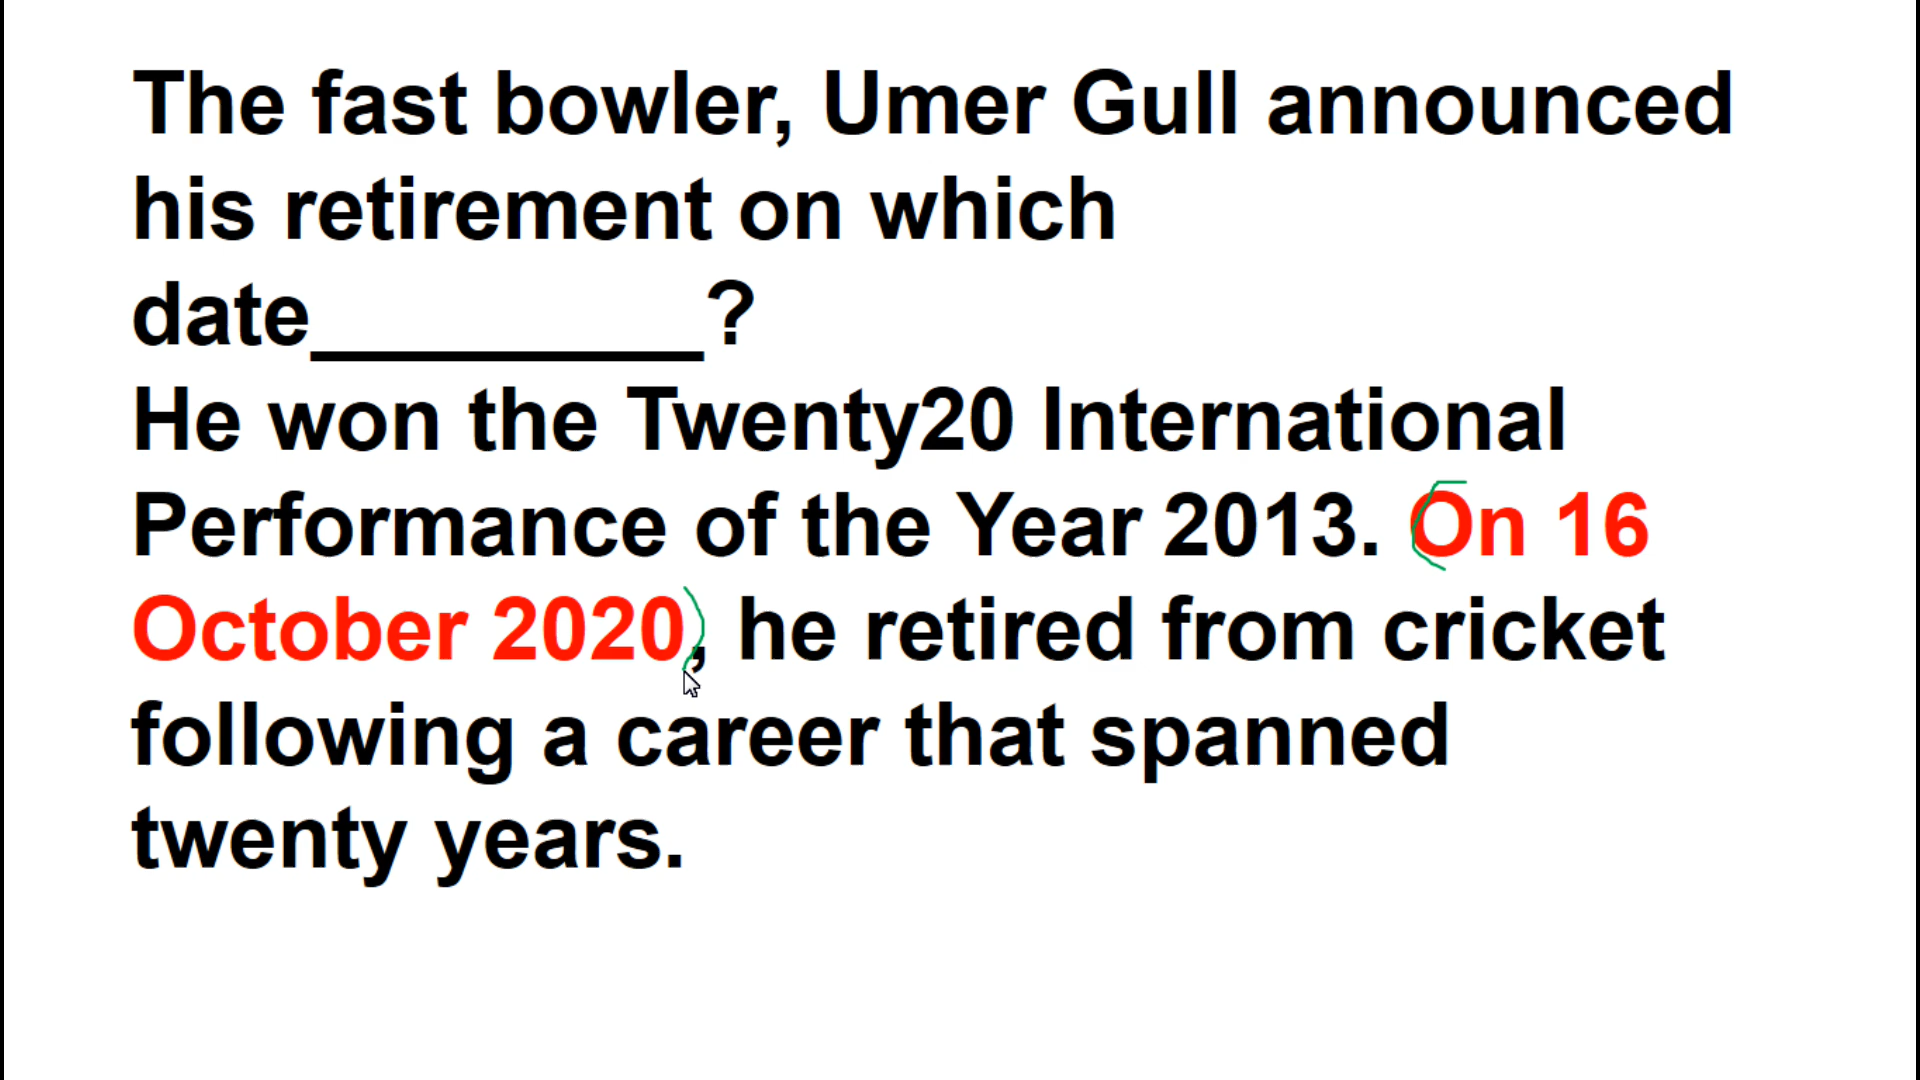 The fast bowler, Umer Gull announced
his retirement on which
date_________?
He won the Twenty20 International
Performance of the Year 2013. On 16
October 2020, he retired from cricket
following a career that spanned
twenty years.